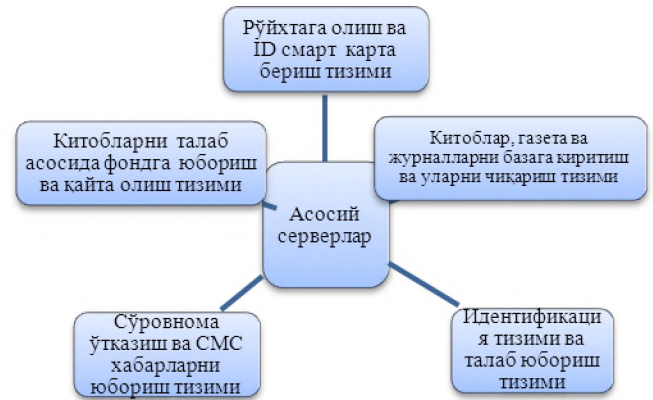 Рўйхтага олиш ва
ID смарт карта
бериш тизими
Китобларни талаб
асосида фондга юбориш
ва қайта олиш тизими
Китоблар, газета ва
журналларни базага киритиш
ва уларни чиқариш тизими
Асосий
серверлар
Сўровнома
ўтказиш ва СМС
хабарларни
юбориш тизими
Идентификаци
я тизими ва
талаб юбориш
тизими